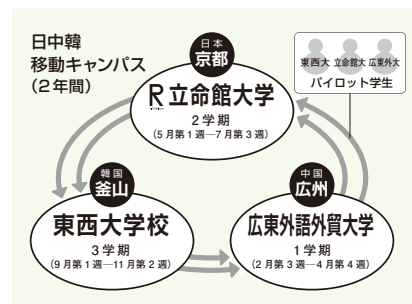 日中韓
移動キャンパス
(2年間)
日本
京都
R 立命館大学
2学期
(5月第1週―7月第3週)
東西大 立命館大 広東外大
パイロット学生
韓国
釜山
東西大学校
3学期
(9月第1週―11月第2週)
中国
広州
広東外語外貿大学
1学期
(2月第3週―4月第4週)